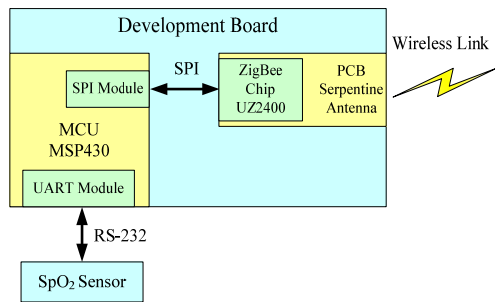 Development Board
Wireless Link
SPI Module
SPI
ZigBee
Chip
UZ2400
PCB
Serpentine
Antenna
MCU
MSP430
UART Module
RS-232
SpO₂ Sensor